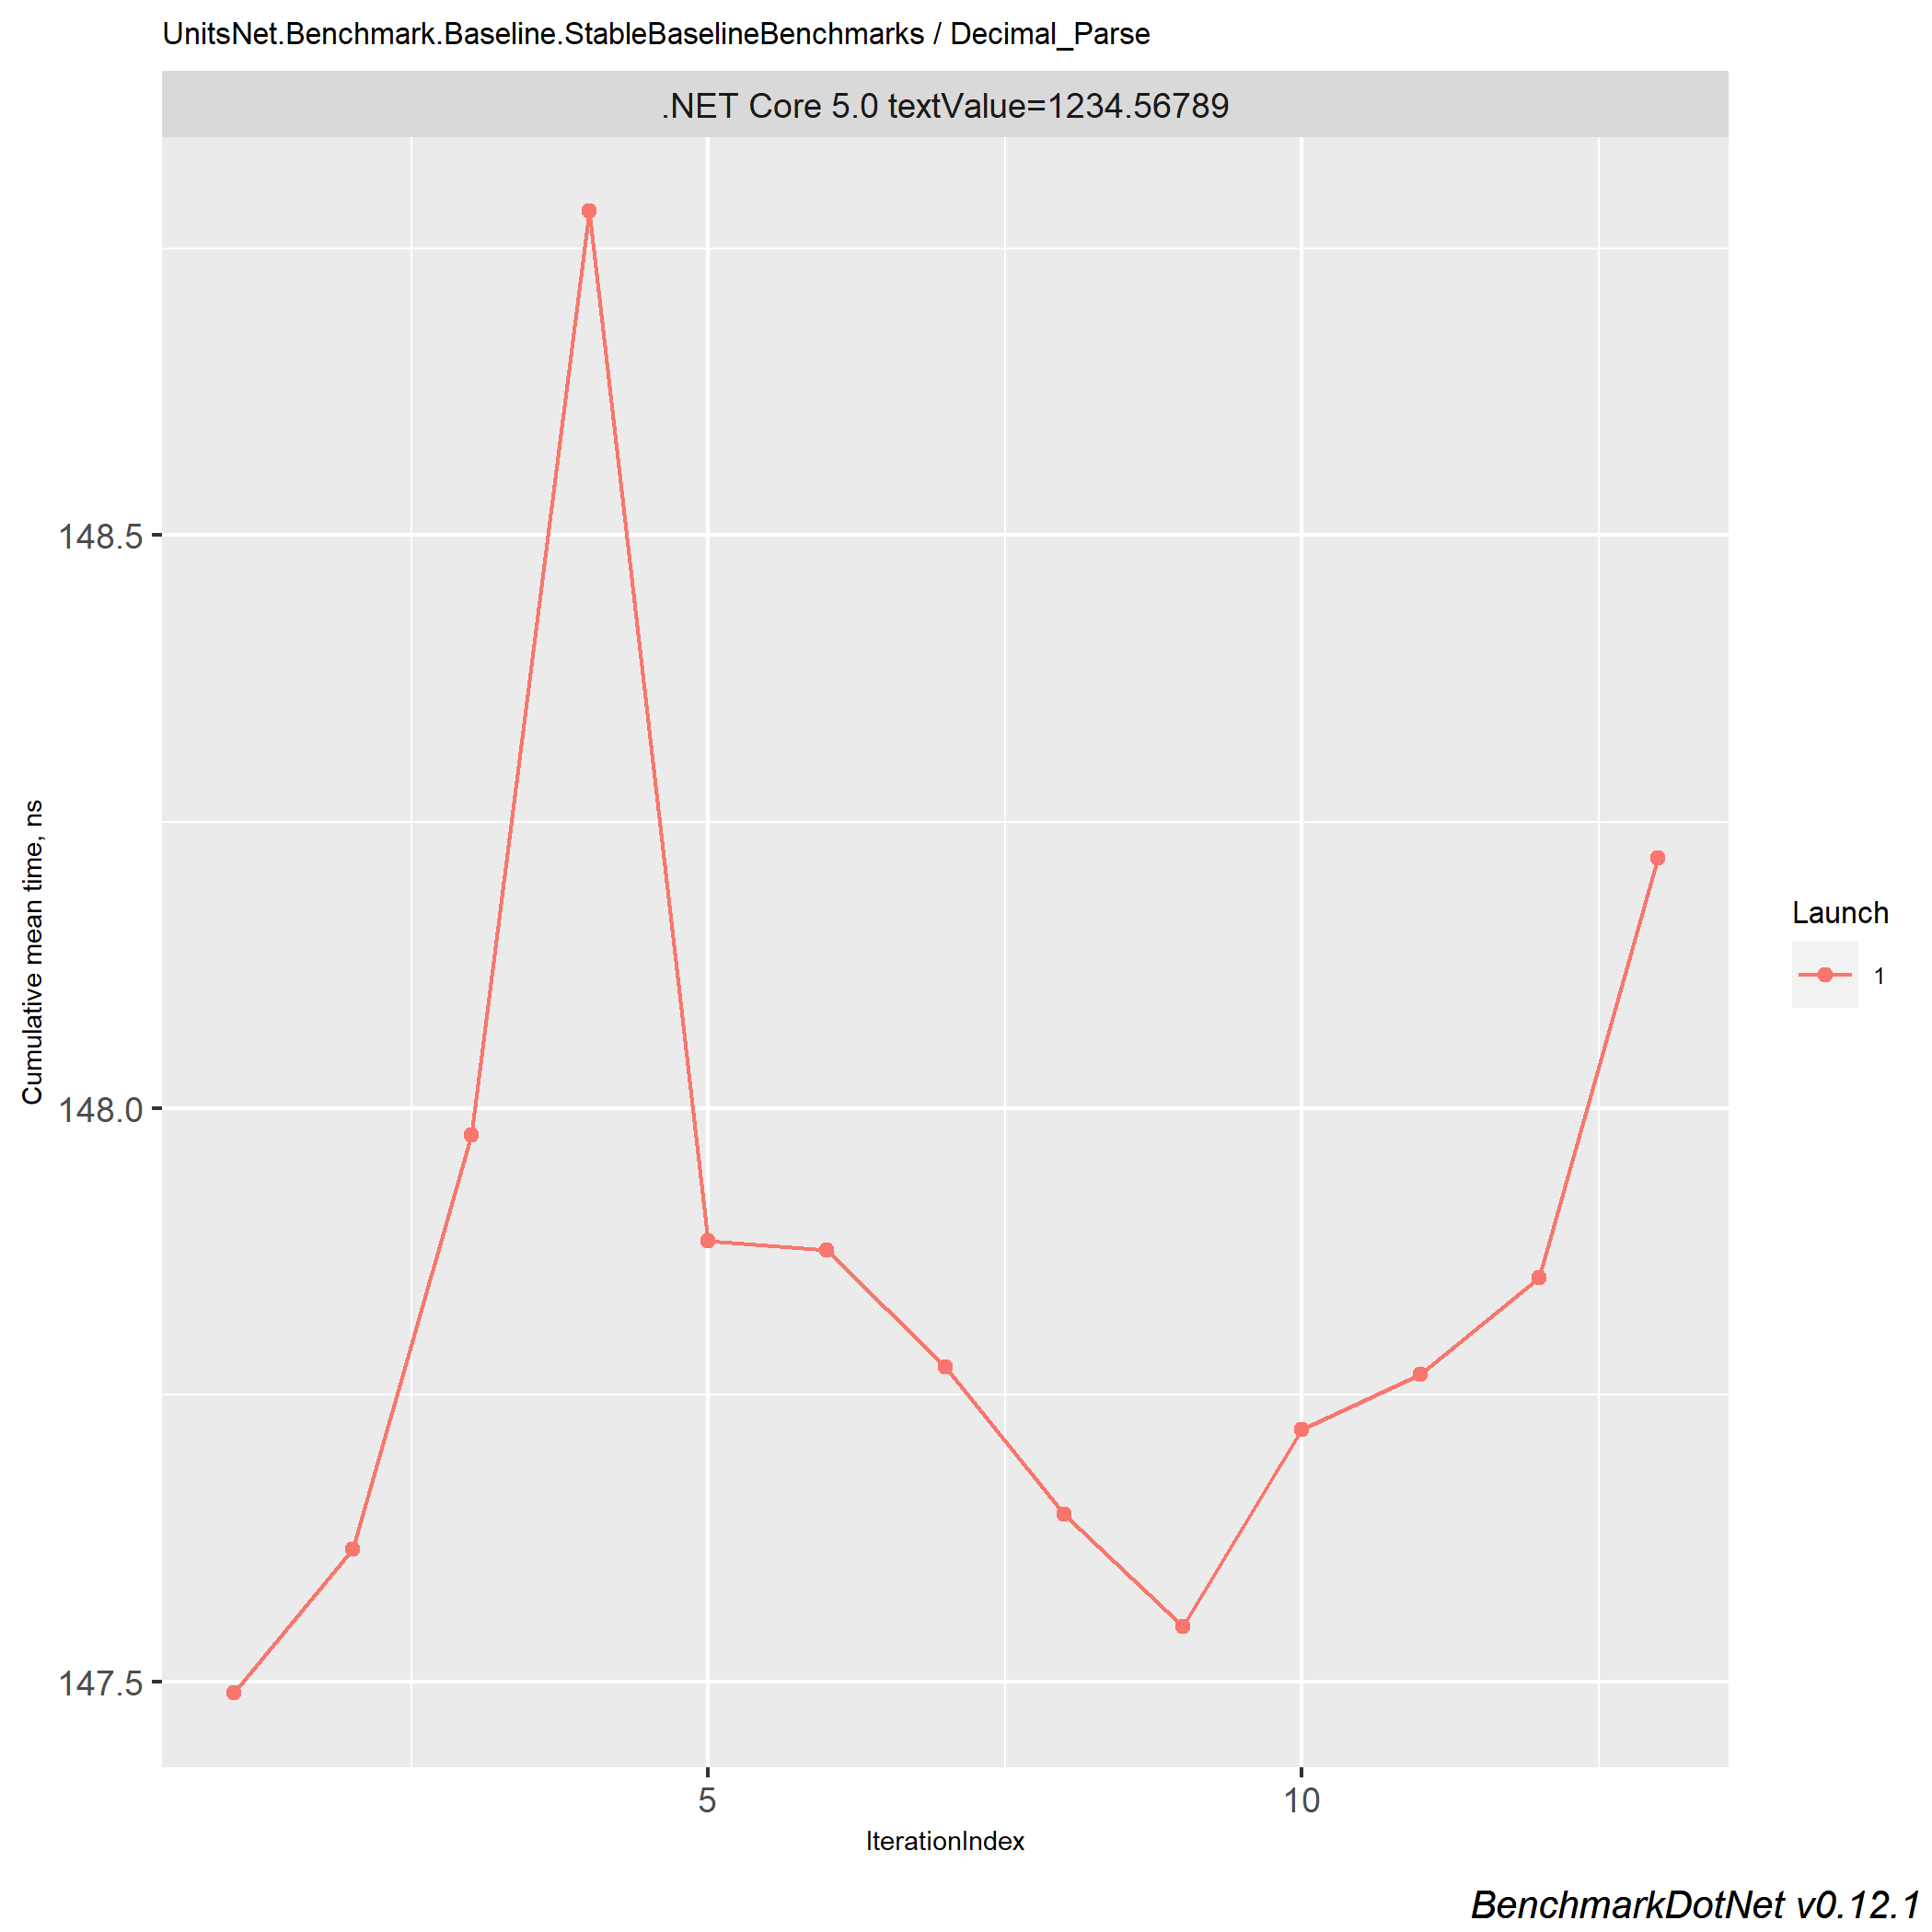 UnitsNet.Benchmark.Baseline.StableBaselineBenchmarks / Decimal_Parse
.NET Core 5.0 textValue=1234.56789
148.5
148.0
147.5
Cumulative mean time, ns
5
10
IterationIndex
Launch
1
BenchmarkDotNet v0.12.1